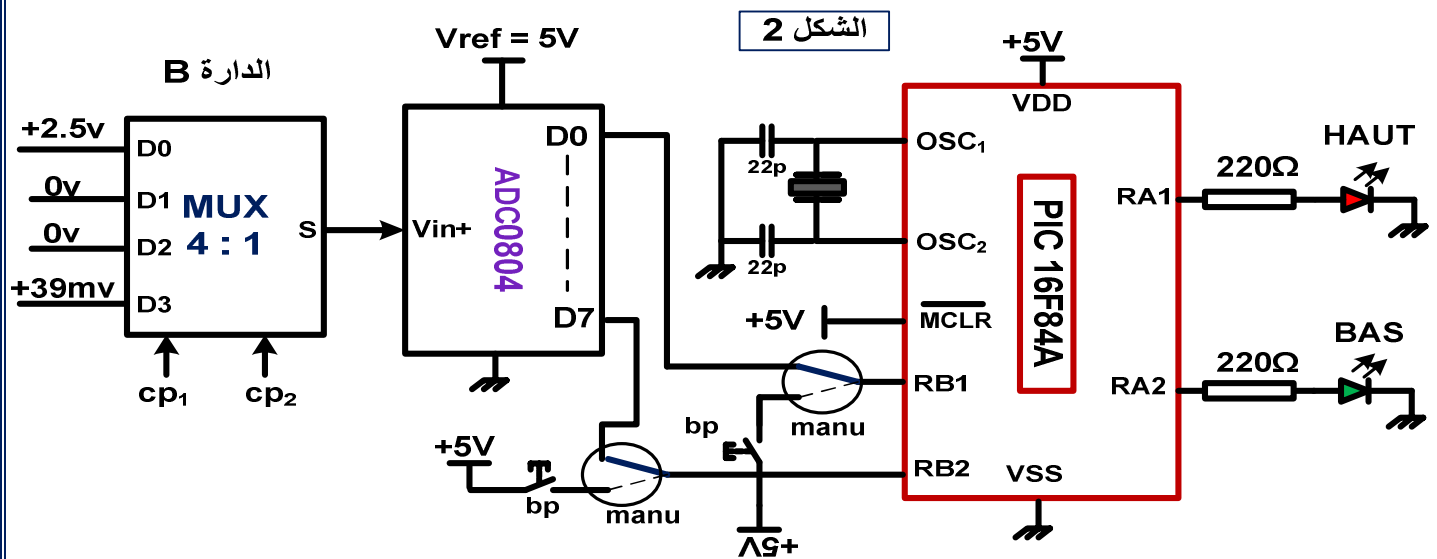 الشكل 2
Vref = 5V
+5V
الدارة B
VDD
+2.5v
D0
D0
OSC₁
HAUT
22p
220Ω
0v
D1
MUX
ADC0804
RA1
0v
D2
4 : 1
S
Vin+
PIC 16F84A
OSC₂
22p
+39mv
D3
D7
+5V
MCLR
BAS
220Ω
cp₁
cp₂
RB1
RA2
bp
manu
+5V
RB2
VSS
bp
manu
+5V